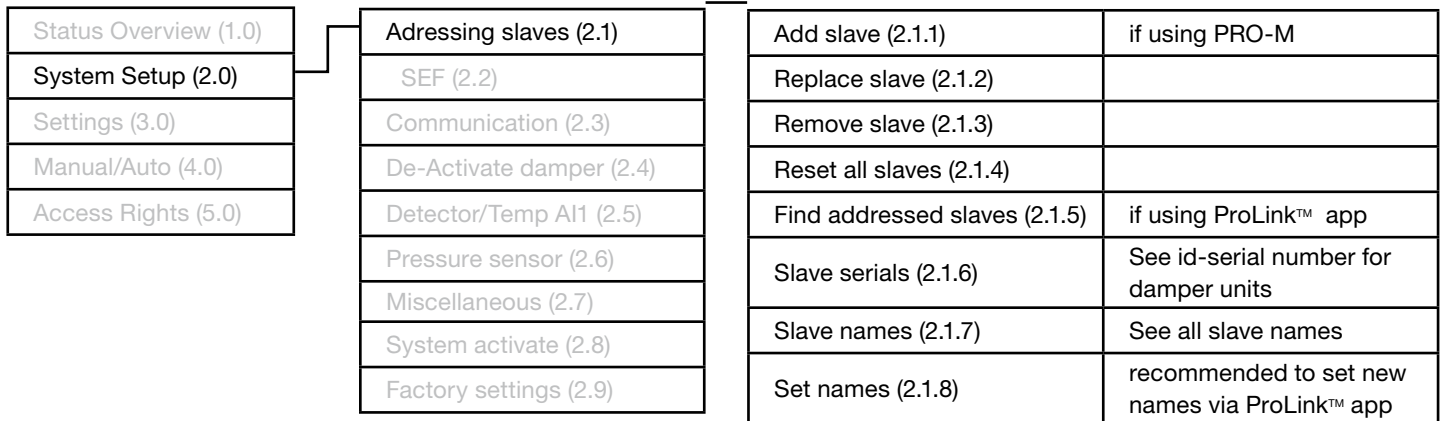 Status Overview (1.0)
System Setup (2.0)
Settings (3.0)
Manual/Auto (4.0)
Access Rights (5.0)
Adressing slaves (2.1)
SEF (2.2)
Communication (2.3)
De-Activate damper (2.4)
Detector/Temp AI1 (2.5)
Pressure sensor (2.6)
Miscellaneous (2.7)
System activate (2.8)
Factory settings (2.9)
Add slave (2.1.1) if using PRO-M
Replace slave (2.1.2)
Remove slave (2.1.3)
Reset all slaves (2.1.4)
Find addressed slaves (2.1.5) if using ProLink™ app
Slave serials (2.1.6) See id-serial number for
damper units
Slave names (2.1.7) See all slave names
Set names (2.1.8) recommended to set new
names via ProLink™ app